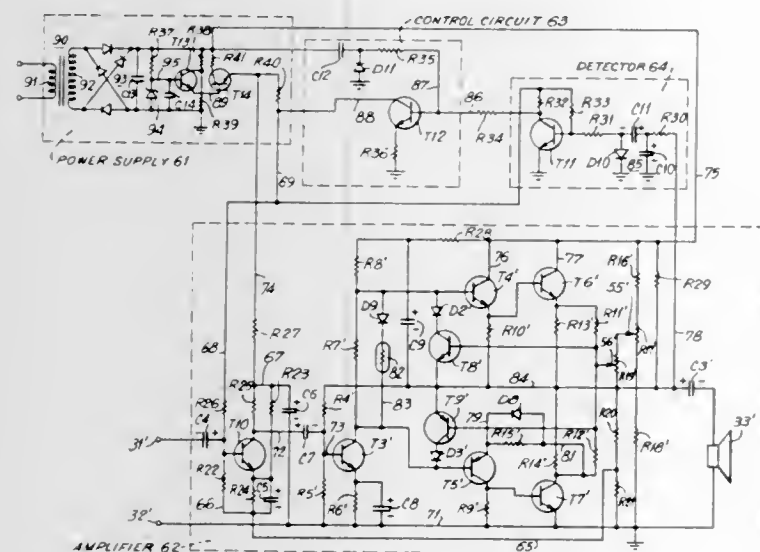 CONTROL CIRCUIT 63
DETECTOR 64
POWER SUPPLY 61
AMPLIFIER 62
90
91
92
93
95
94
R37
T13
R38
R41
R40
C13
C14
89
T14
R39
C12
D11
R35
87
88
86
T12
R36
R34
R32
R33
R31
C11
R30
T11
D10
85
C10
75
69
74
68
R28
76
77
R8'
T4'
T6'
R16'
55'
R29
D9
D2'
C9
R10'
R13'
R11'
R7'
T8'
56'
78
82
84
C3'
R27
67
R23
R26
R25
C6
R4'
83
T9'
79
D8
R20
33'
C4
T10
72
C7
73
T3'
D3'
R13'
R12'
R18'
31'
R22
R24
C5
R5'
R6'
C8
T5'
R14'
81
T7'
R9'
66
71
65
32'